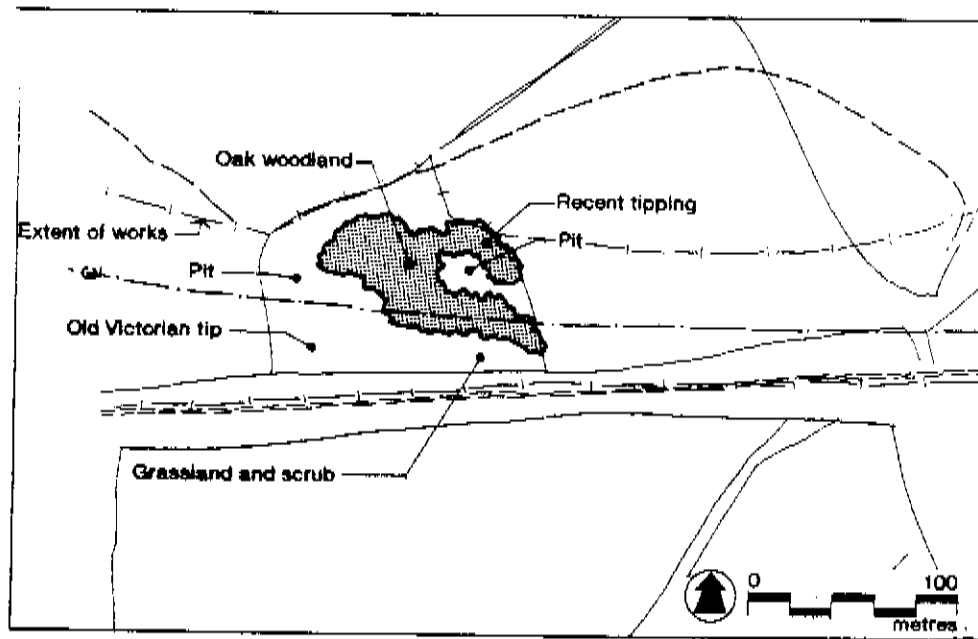 Oak woodland
Recent tipping
Extent of works
Pit
Pit
Old Victorian tip
Grassland and scrub
0 100
metres